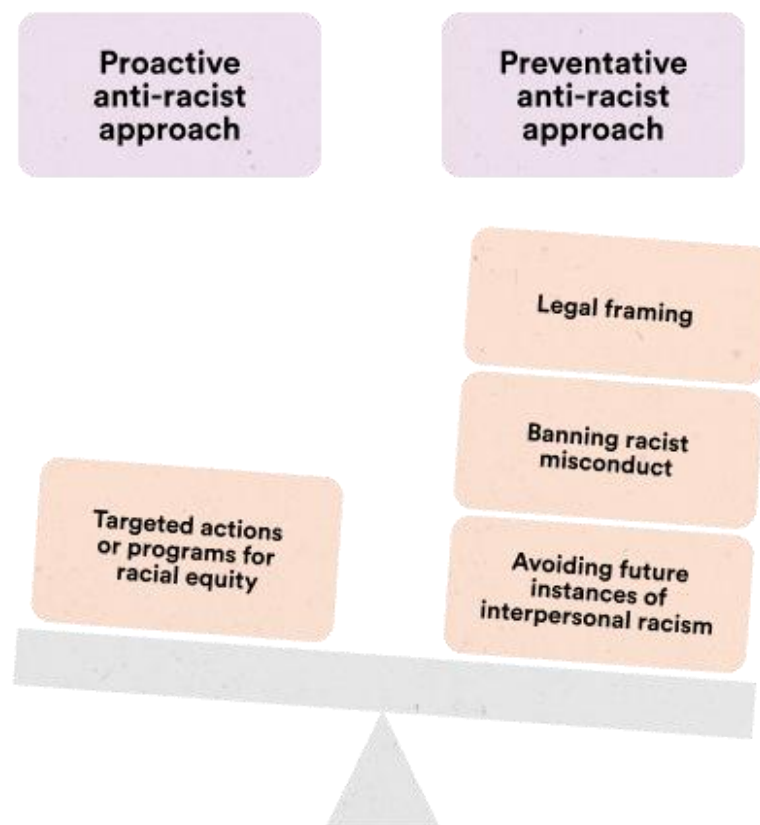 Proactive
anti-racist
approach
Preventative
anti-racist
approach
Legal framing
Banning racist
misconduct
Targeted actions
or programs for
racial equity
Avoiding future
instances of
interpersonal racism